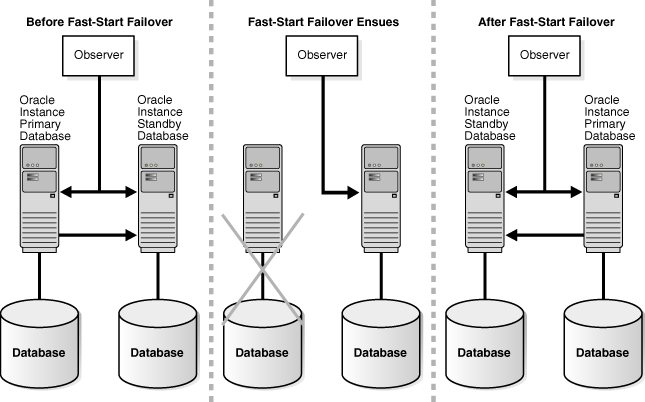 Before Fast-Start Failover
Observer
Oracle
Instance
Primary
Database
Oracle
Instance
Standby
Database
Database
Database
Fast-Start Failover Ensues
Observer
Database
Database
After Fast-Start Failover
Observer
Oracle
Instance
Standby
Database
Oracle
Instance
Primary
Database
Database
Database